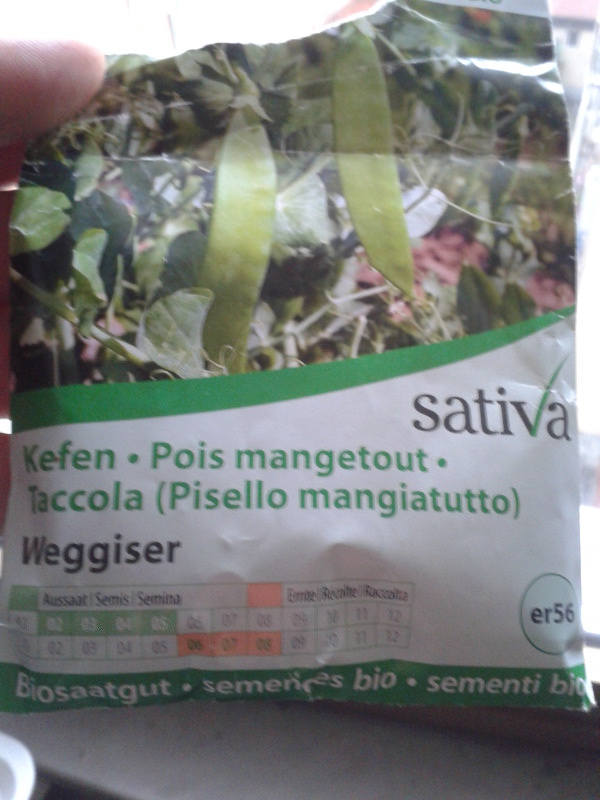 sativa
Kefen • Pois mangetout •
Taccola (Pisello mangiatutto)
Weggiser
Aussaat | Semis | Semina
Ernte | Récolte | Raccolta
02 03 04 05 06 07 08 09 10 11 12
02 03 04 05 06 07 08 09 10 11 12
er56
Biosaatgut • semences bio • sementi bio